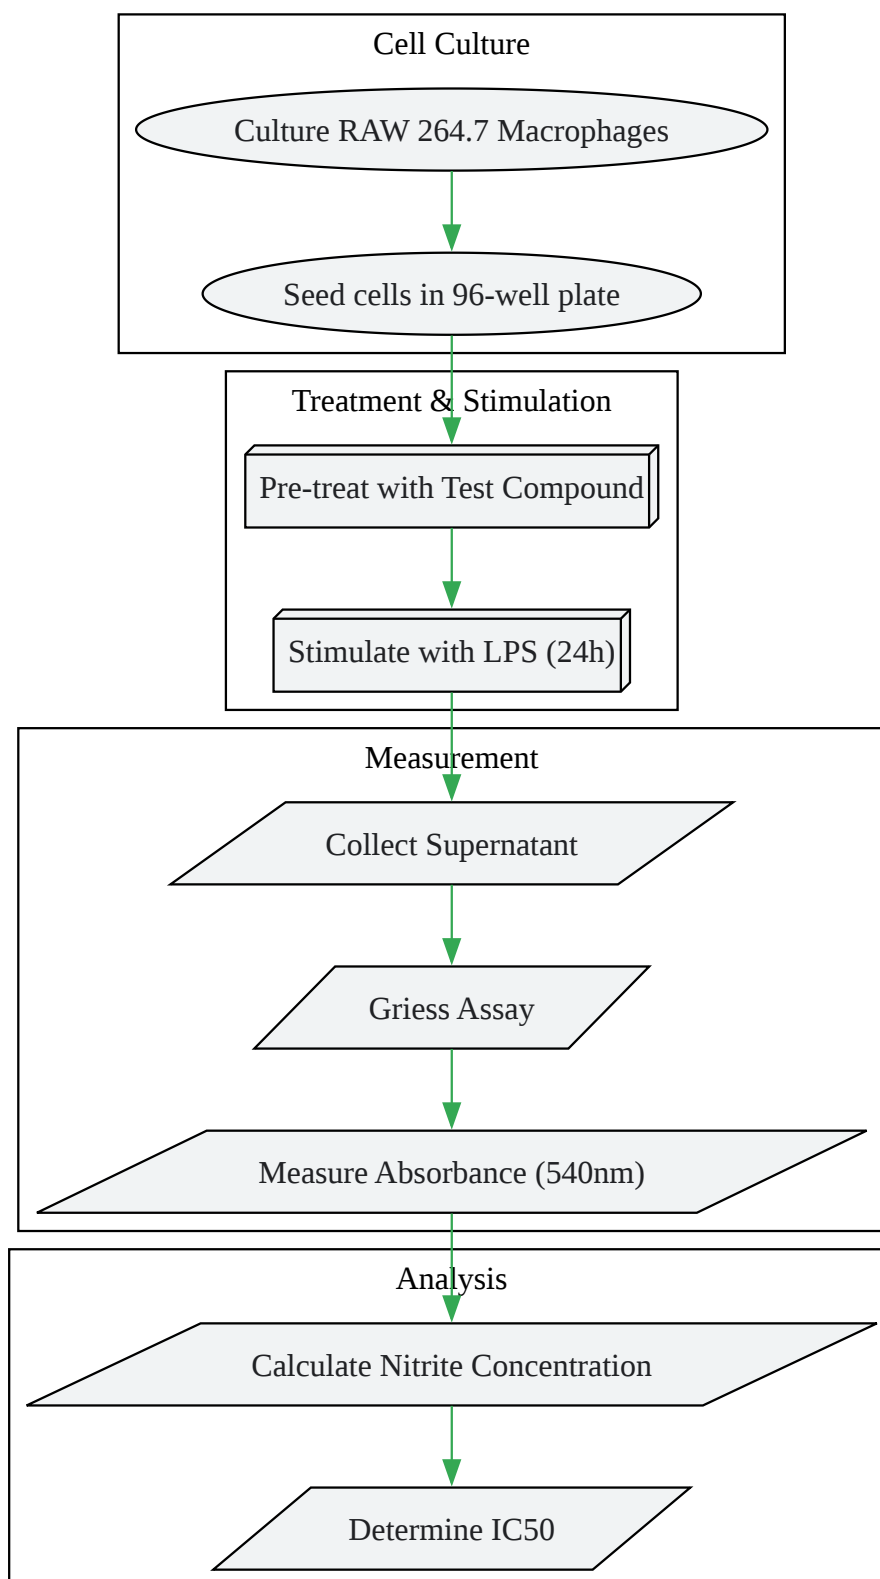 Cell Culture
Culture RAW 264.7 Macrophages
Seed cells in 96-well plate
Treatment & Stimulation
Pre-treat with Test Compound
Stimulate with LPS (24h)
Measurement
Collect Supernatant
Griess Assay
Measure Absorbance (540nm)
Analysis
Calculate Nitrite Concentration
Determine IC50